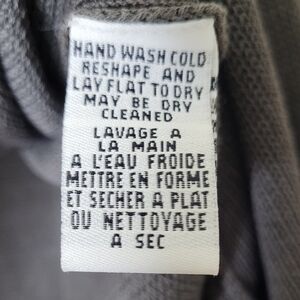 HAND WASH COLD
RESHAPE AND
LAY FLAT TO DRY
MAY BE DRY
CLEANED
LAVAGE A
LA MAIN
A L'EAU FROIDE
METTRE EN FORME
ET SECHER A PLAT
OU NETTOYAGE
A SEC